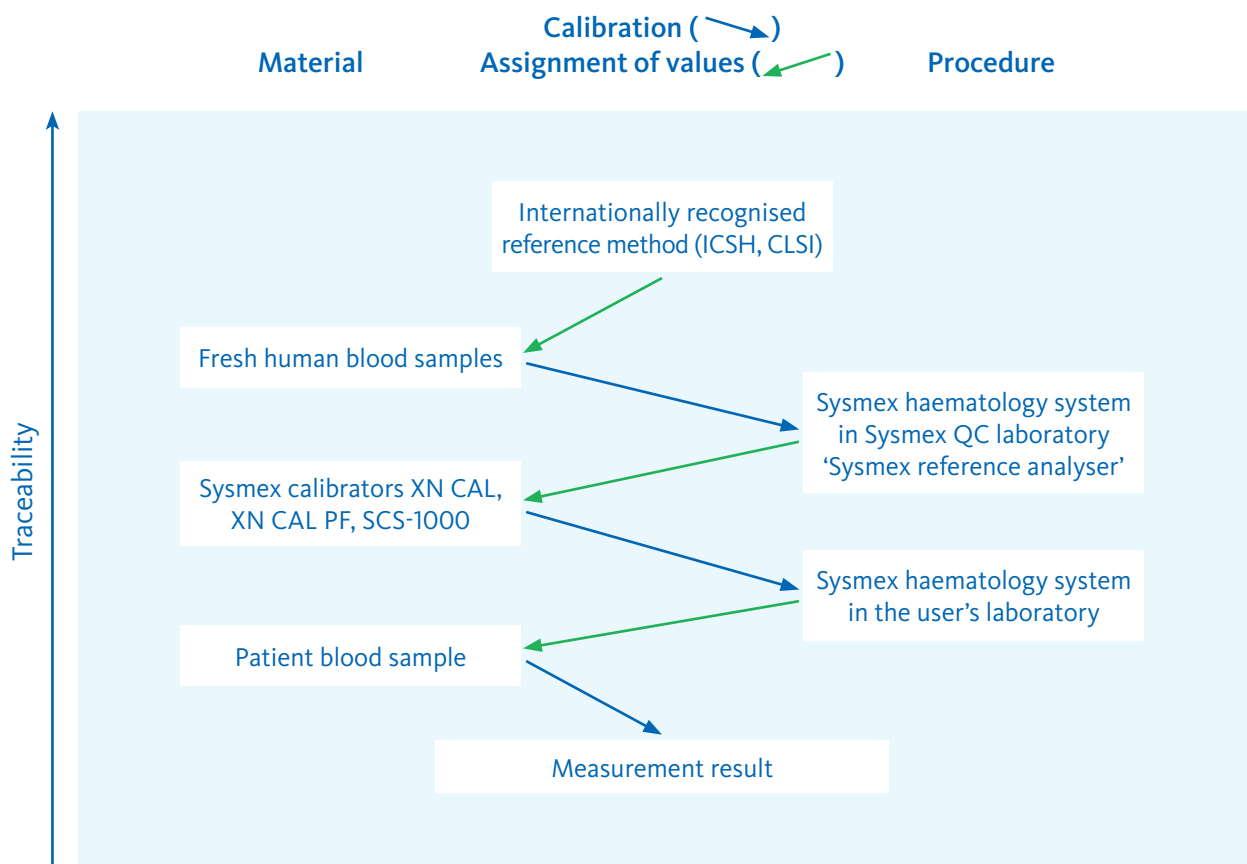 Calibration ( )
Material
Assignment of values ( )
Procedure
Traceability
Internationally recognised
reference method (ICSH, CLSI)
Fresh human blood samples
Sysmex haematology system
in Sysmex QC laboratory
‘Sysmex reference analyser’
Sysmex calibrators XN CAL,
XN CAL PF, SCS-1000
Sysmex haematology system
in the user’s laboratory
Patient blood sample
Measurement result